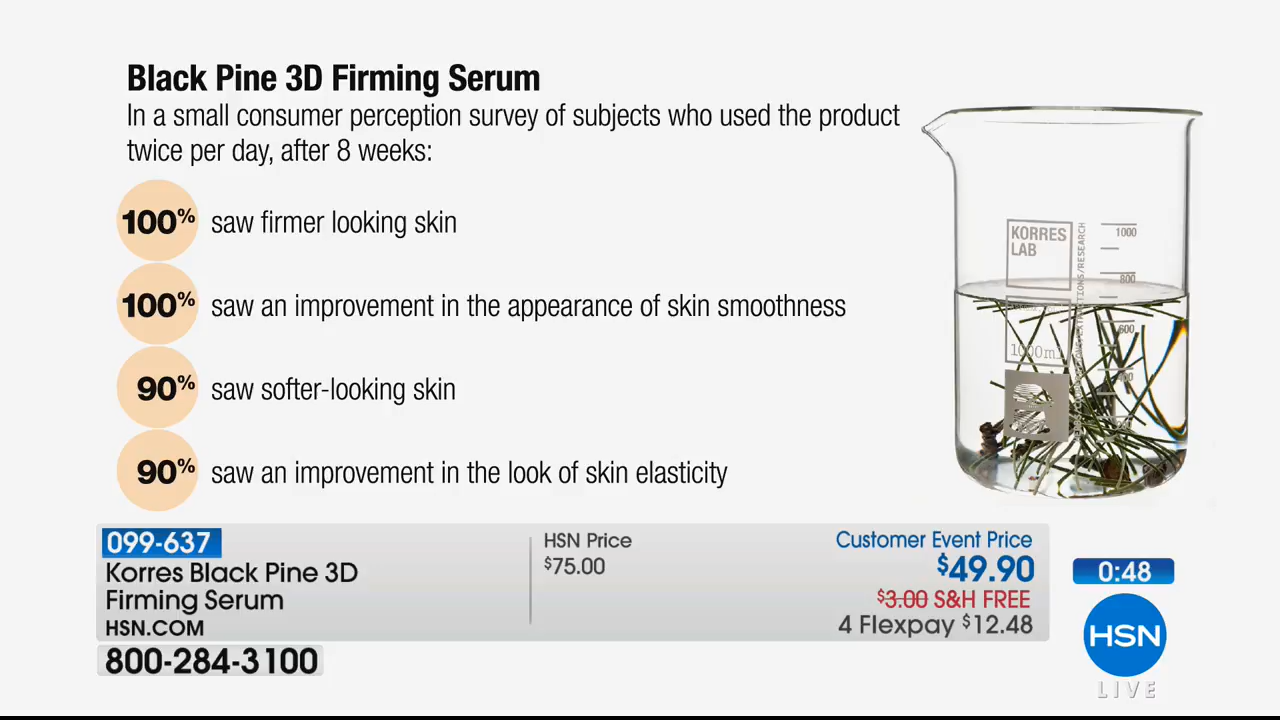 Black Pine 3D Firming Serum
In a small consumer perception survey of subjects who used the product
twice per day, after 8 weeks:
100% saw firmer looking skin
100% saw an improvement in the appearance of skin smoothness
90% saw softer-looking skin
90% saw an improvement in the look of skin elasticity
KORRES
LAB
1000
800
600
1000ml
099-637
Korres Black Pine 3D
Firming Serum
HSN.COM
800-284-3100
HSN Price
$75.00
Customer Event Price
$49.90
$3.00 S&H FREE
4 Flexpay $12.48
0:48
HSN
LIVE